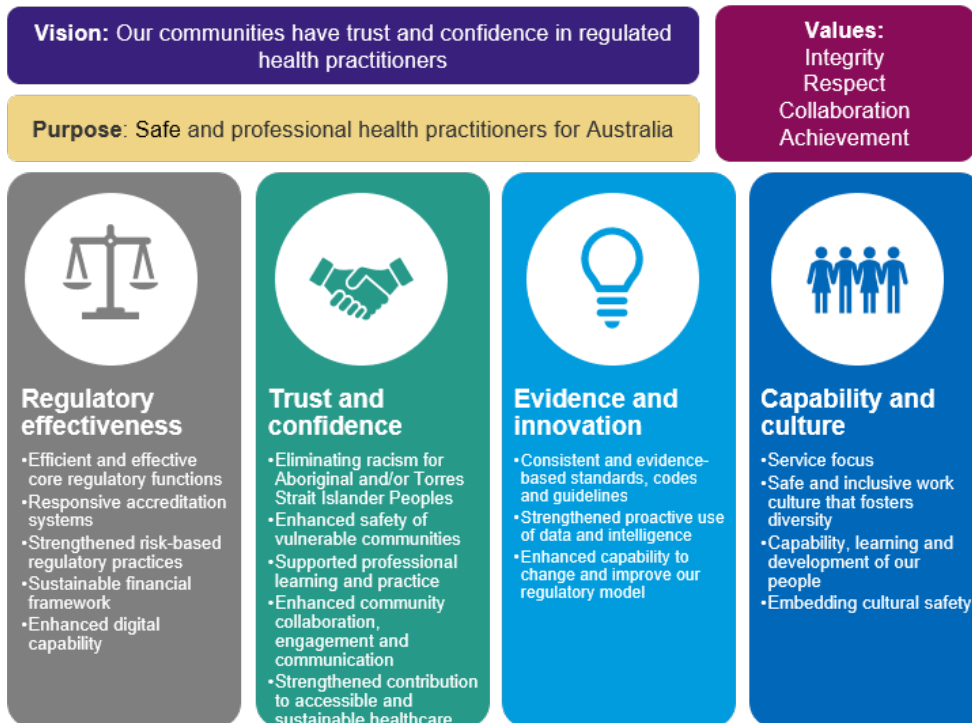 Vision: Our communities have trust and confidence in regulated
health practitioners
Purpose: Safe and professional health practitioners for Australia
Values:
Integrity
Respect
Collaboration
Achievement
Regulatory
effectiveness
•Efficient and effective
core regulatory functions
•Responsive accreditation
systems
•Strengthened risk-based
regulatory practices
•Sustainable financial
framework
•Enhanced digital
capability
Trust and
confidence
•Eliminating racism for
Aboriginal and/or Torres
Strait Islander Peoples
•Enhanced safety of
vulnerable communities
•Supported professional
learning and practice
•Enhanced community
collaboration,
engagement and
communication
•Strengthened contribution
to accessible and
sustainable healthcare
Evidence and
innovation
•Consistent and evidence-
based standards, codes
and guidelines
•Strengthened proactive use
of data and intelligence
•Enhanced capability to
change and improve our
regulatory model
Capability and
culture
•Service focus
•Safe and inclusive work
culture that fosters
diversity
•Capability, learning and
development of our
people
•Embedding cultural safety